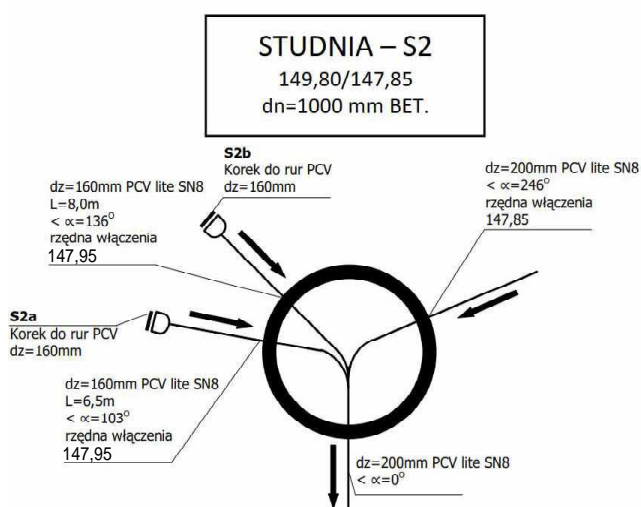 STUDNIA – S2
149,80/147,85
dn=1000 mm BET.
S2b
Korek do rur PCV
dz=160mm
dz=160mm PCV lite SN8
L=8,0m
< α=136°
rzędna włączenia
147,95
dz=200mm PCV lite SN8
< α=246°
rzędna włączenia
147,85
S2a
Korek do rur PCV
dz=160mm
dz=160mm PCV lite SN8
L=6,5m
< α=103°
rzędna włączenia
147,95
dz=200mm PCV lite SN8
< α=0°